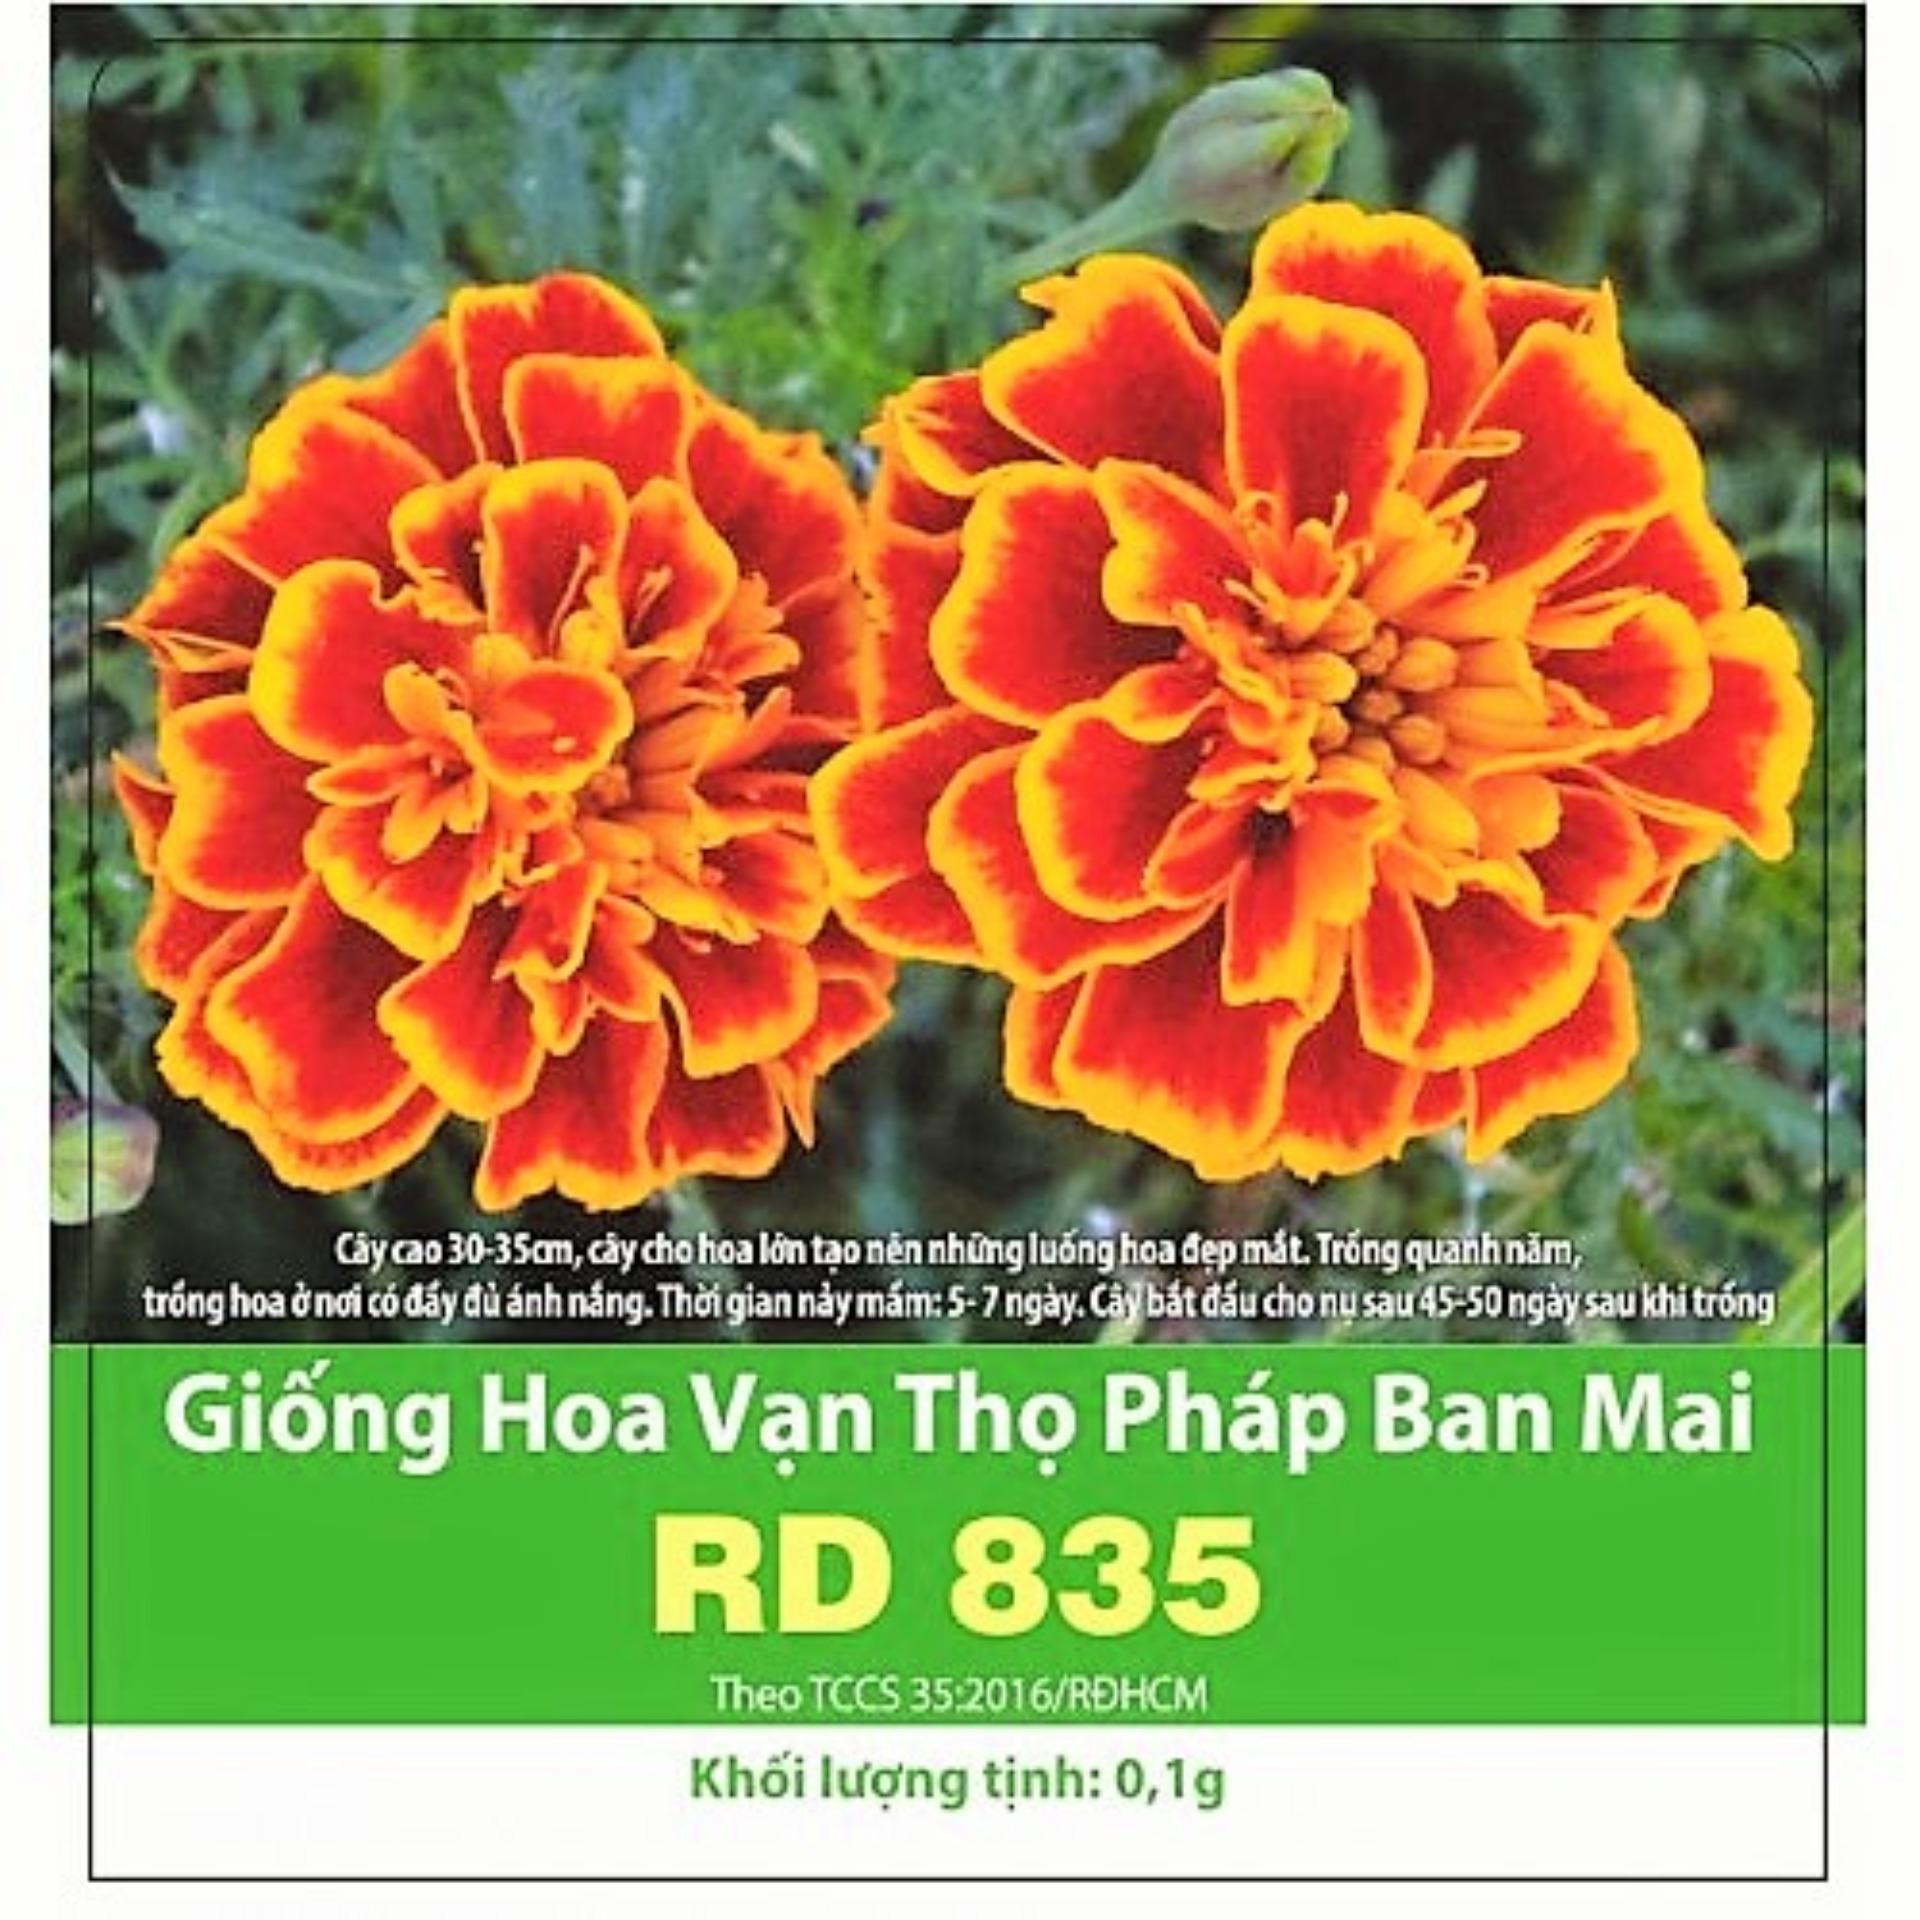 Cây cao 30-35cm, cây cho hoa lớn tạo nên những luống hoa đẹp mắt. Trồng quanh năm,
trồng hoa ở nơi có đầy đủ ánh nắng. Thời gian nảy mầm: 5- 7 ngày. Cây bắt đầu cho nụ sau 45-50 ngày sau khi trồng
Giống Hoa Vạn Thọ Pháp Ban Mai
RD 835
Theo TCCS 35:2016/RĐHCM
Khối lượng tịnh: 0,1g